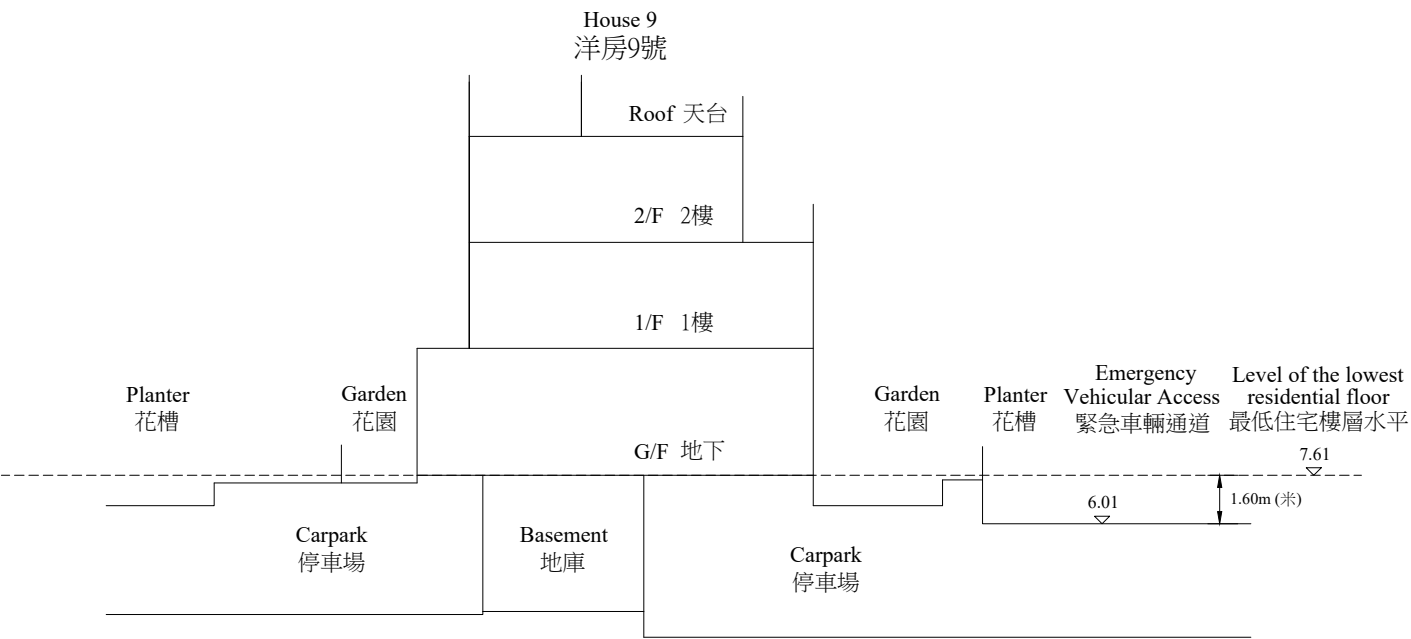 House 9
洋房9號
Roof 天台
2/F 2樓
1/F 1樓
Planter
花槽
Garden
花園
G/F 地下
Garden
花園
Planter
花槽
Emergency
Vehicular Access
緊急車輛通道
Level of the lowest
residential floor
最低住宅樓層水平
7.61
6.01
1.60m (米)
Carpark
停車場
Basement
地庫
Carpark
停車場